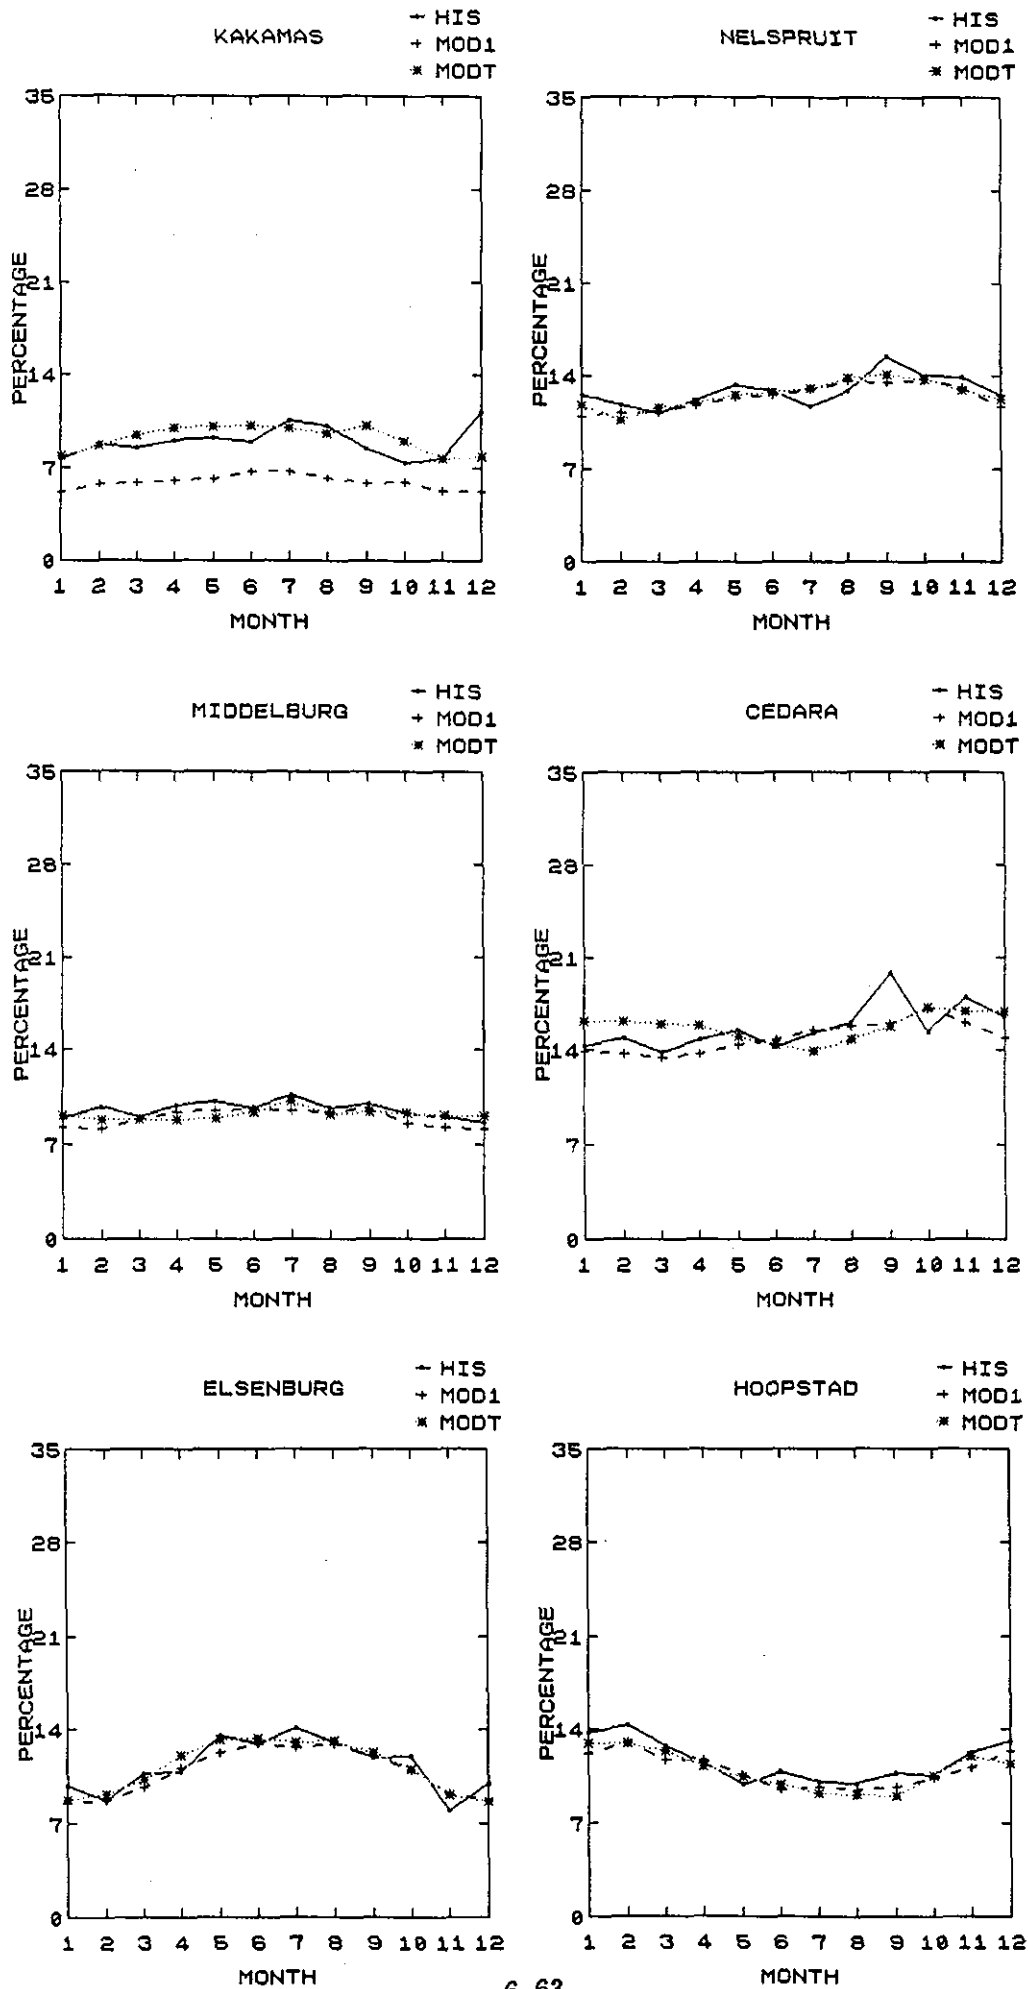 KAKAMAS
HIS
MOD1
MODT
35
28
21
14
7
0
PERCENTAGE
1 2 3 4 5 6 7 8 9 10 11 12
MONTH
NELSPRUIT
HIS
MOD1
MODT
35
28
21
14
7
0
PERCENTAGE
1 2 3 4 5 6 7 8 9 10 11 12
MONTH
MIDDELBURG
HIS
MOD1
MODT
35
28
21
14
7
0
PERCENTAGE
1 2 3 4 5 6 7 8 9 10 11 12
MONTH
CEDARA
HIS
MOD1
MODT
35
28
21
14
7
0
PERCENTAGE
1 2 3 4 5 6 7 8 9 10 11 12
MONTH
ELSENBURG
HIS
MOD1
MODT
35
28
21
14
7
0
PERCENTAGE
1 2 3 4 5 6 7 8 9 10 11 12
MONTH
HOOPSTAD
HIS
MOD1
MODT
35
28
21
14
7
0
PERCENTAGE
1 2 3 4 5 6 7 8 9 10 11 12
MONTH